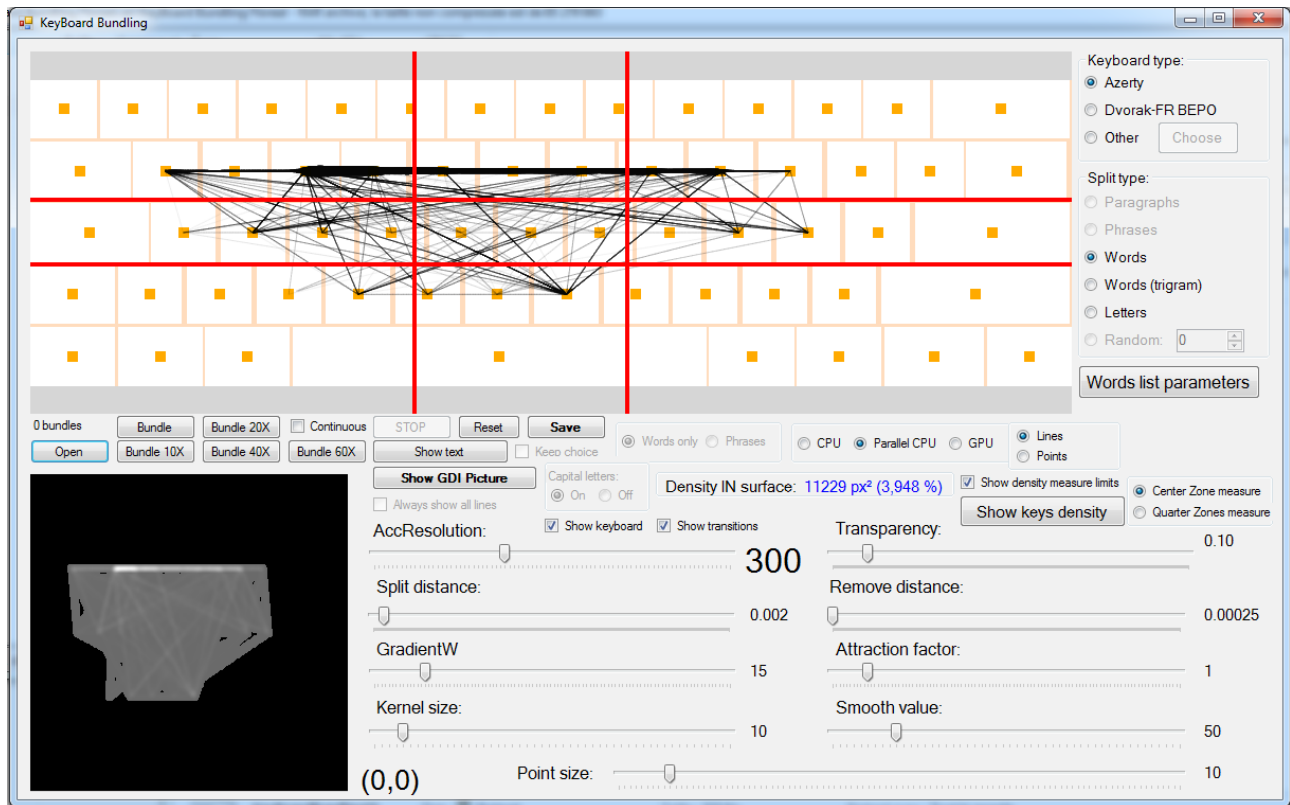 KeyBoard Bundling
Keyboard type:
Azerty
Dvorak-FR BEPO
Other Choose
Split type:
Paragraphs
Phrases
Words
Words (trigram)
Letters
Random: 0
Words list parameters
0 bundles Bundle Bundle 20X Continuous STOP Reset Save
Words only Phrases CPU Parallel CPU GPU Lines
Points
Open Bundle 10X Bundle 40X Bundle 60X Show text Keep choice
Show GDI Picture Capital letters:
On Off
Density IN surface: 11229 px² (3,948 %) Show density measure limits Center Zone measure
Always show all lines Show keys density Quarter Zones measure
AccResolution: Show keyboard Show transitions Transparency:
300 0.10
Split distance: Remove distance:
0.002 0.00025
GradientW Attraction factor:
15 1
Kernel size: Smooth value:
10 50
(0,0) Point size: 10